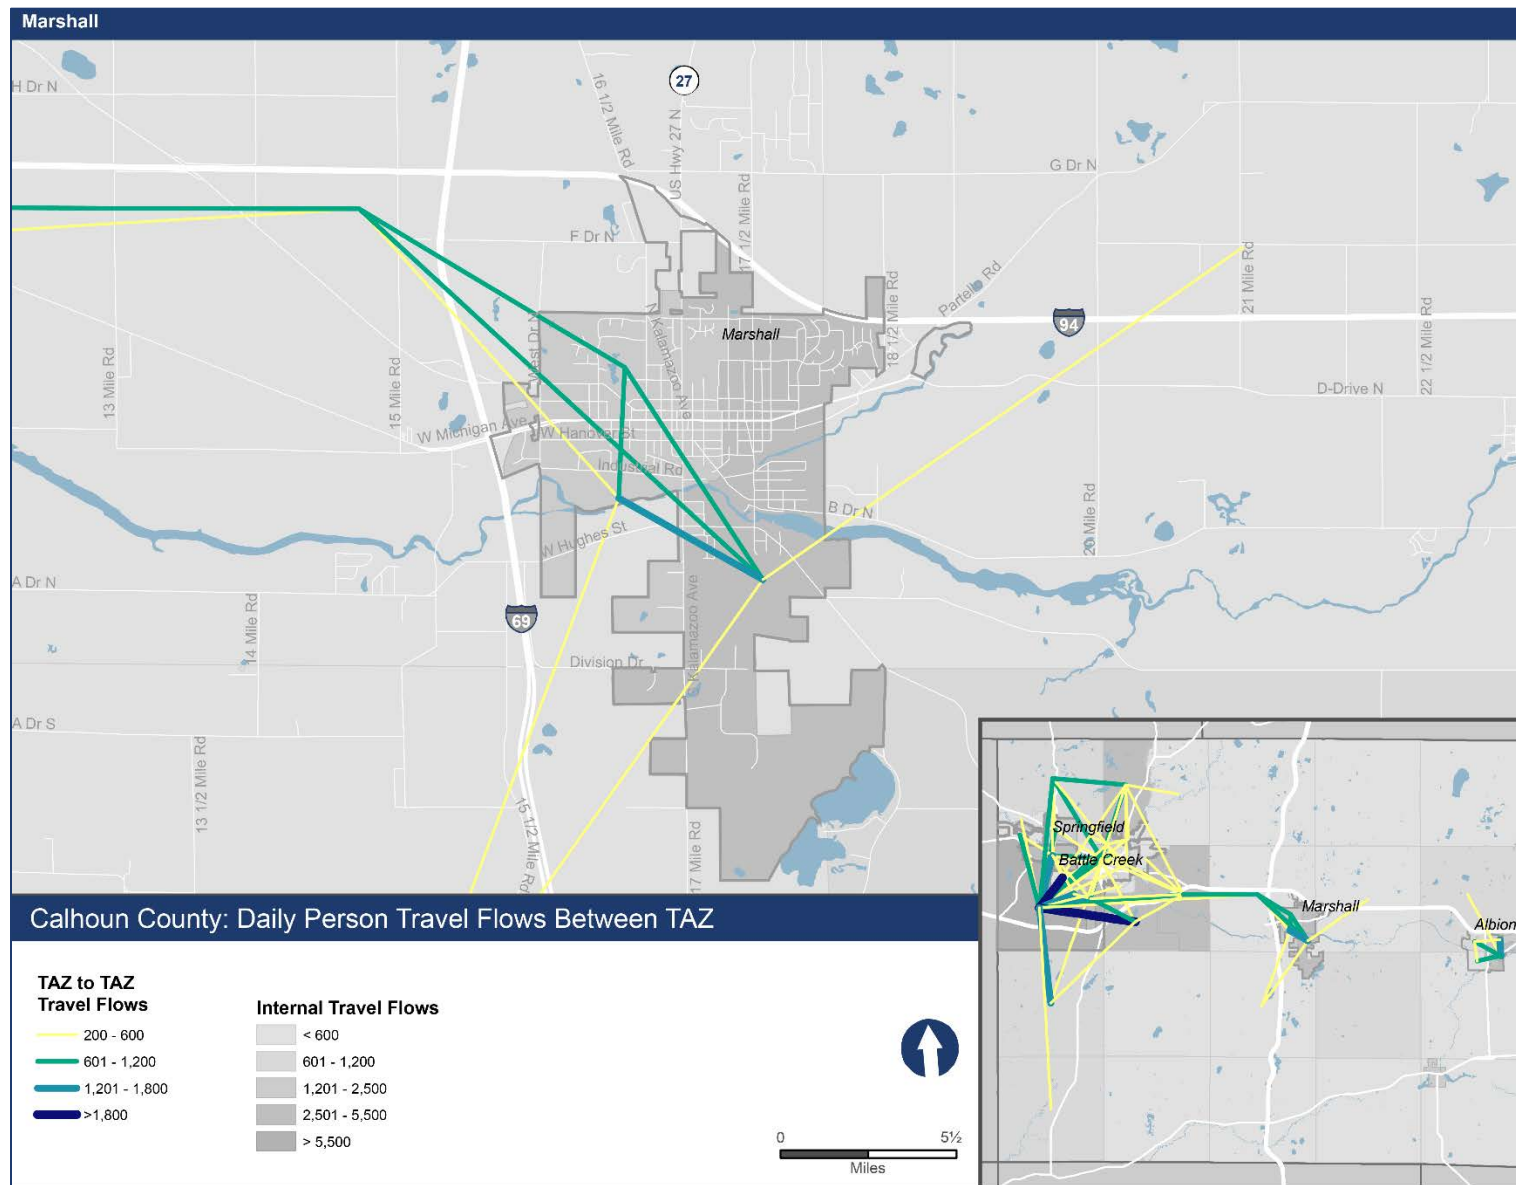 Marshall
27
H Dr N
16 1/2 Mile Rd
US Hwy 27 N
17 1/2 Mile Rd
G Dr N
F Dr N
21 Mile Rd
Partello Rd
18 1/2 Mile Rd
22 1/2 Mile Rd
94
West Dr N
N Kalamazoo Ave
Marshall
13 Mile Rd
15 Mile Rd
D-Drive N
W Michigan Ave
W Hanover St
Industrial Rd
B Dr N
20 Mile Rd
W Hughes St
A Dr N
14 Mile Rd
69
S Kalamazoo Ave
Division Dr
A Dr S
13 1/2 Mile Rd
15 1/2 Mile Rd
17 Mile Rd
Calhoun County: Daily Person Travel Flows Between TAZ
TAZ to TAZ
Travel Flows
200 - 600
601 - 1,200
1,201 - 1,800
>1,800
Internal Travel Flows
< 600
601 - 1,200
1,201 - 2,500
2,501 - 5,500
> 5,500
0 5½
Miles
Springfield
Battle Creek
Marshall
Albion